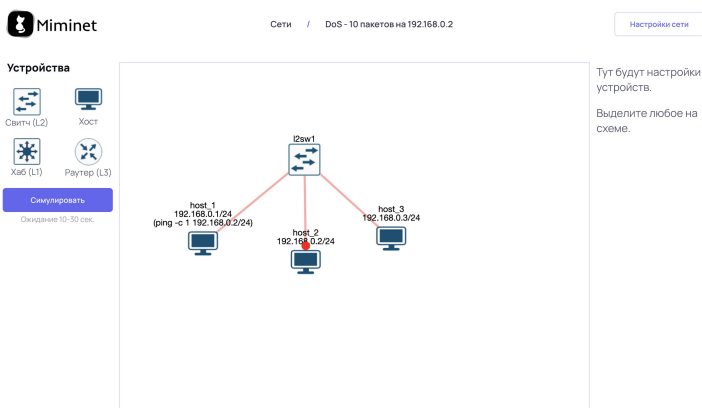 Miminet
Сети / DoS - 10 пакетов на 192.168.0.2
Настройки сети
Устройства
Свитч (L2)
Хост
Хаб (L1)
Раутер (L3)
Симулировать
Ожидание 10-30 сек.
l2sw1
host_1
192.168.0.1/24
(ping -c 1 192.168.0.2/24)
host_2
192.168.0.2/24
host_3
192.168.0.3/24
Тут будут настройки
устройств.
Выделите любое на
схеме.